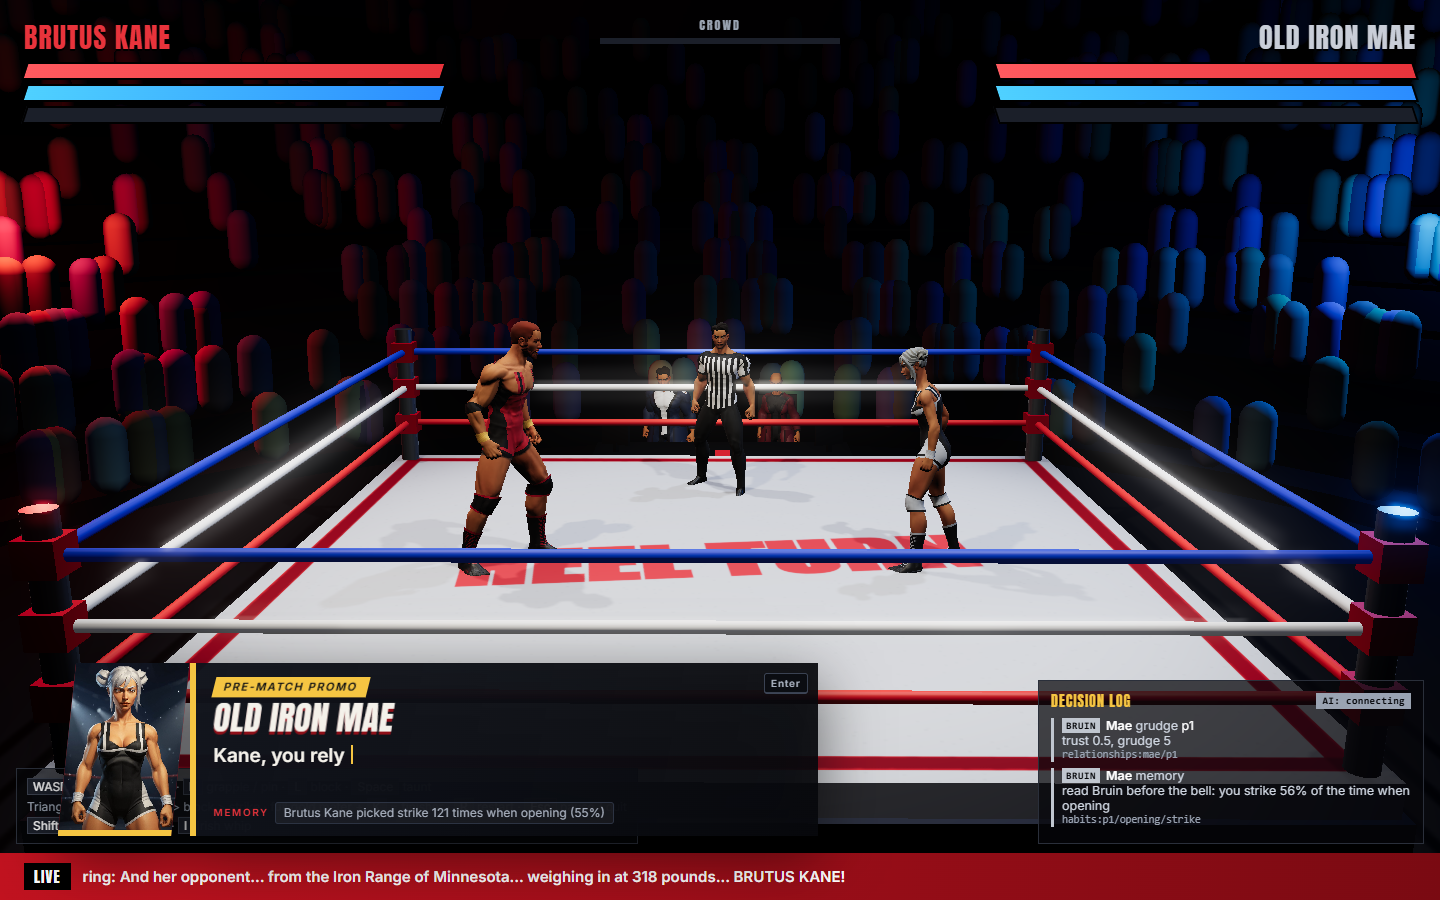 BRUTUS KANE
CROWD
OLD IRON MAE
HEEL TURN
PRE-MATCH PROMO
Enter
OLD IRON MAE
Kane, you rely
MEMORY Brutus Kane picked strike 121 times when opening (55%)
Triang
Shift
DECISION LOG
AI: connecting
BRUIN Mae grudge p1
trust 0.5, grudge 5
relationships:mae/p1
BRUIN Mae memory
read Bruin before the bell: you strike 56% of the time when
opening
habits:p1/opening/strike
LIVE ring: And her opponent... from the Iron Range of Minnesota... weighing in at 318 pounds... BRUTUS KANE!